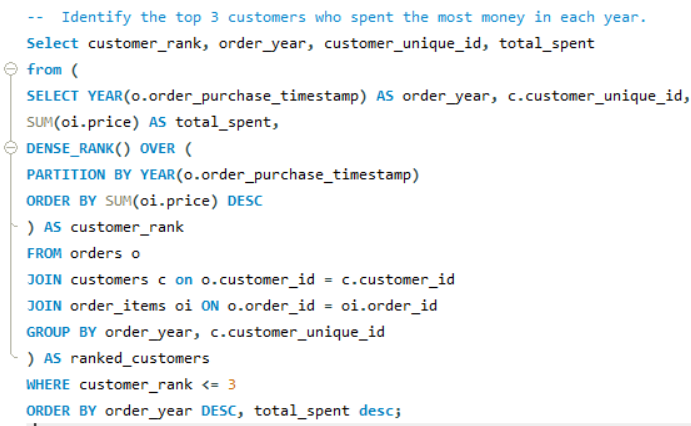 --  Identify the top 3 customers who spent the most money in each year.
Select customer_rank, order_year, customer_unique_id, total_spent
from (
SELECT YEAR(o.order_purchase_timestamp) AS order_year, c.customer_unique_id,
SUM(oi.price) AS total_spent,
DENSE_RANK() OVER (
PARTITION BY YEAR(o.order_purchase_timestamp)
ORDER BY SUM(oi.price) DESC
) AS customer_rank
FROM orders o
JOIN customers c on o.customer_id = c.customer_id
JOIN order_items oi ON o.order_id = oi.order_id
GROUP BY order_year, c.customer_unique_id
) AS ranked_customers
WHERE customer_rank <= 3
ORDER BY order_year DESC, total_spent desc;